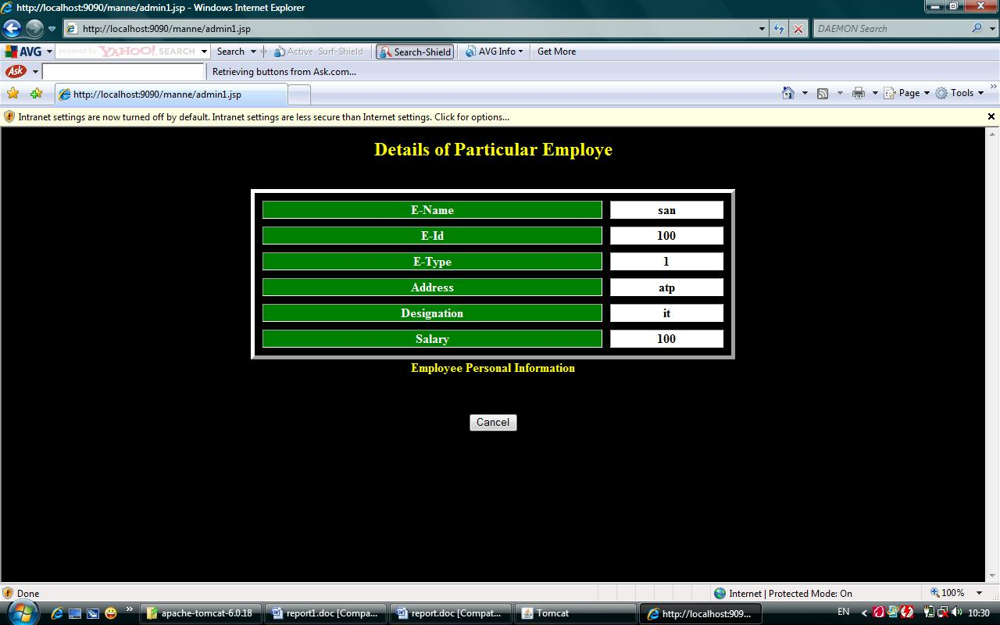 http://localhost:9090/manne/admin1.jsp - Windows Internet Explorer
http://localhost:9090/manne/admin1.jsp DAEMON Search
AVG powered by YAHOO! SEARCH Search Active Surf-Shield Search-Shield AVG Info Get More
Ask Retrieving buttons from Ask.com...
http://localhost:9090/manne/admin1.jsp Page Tools
Intranet settings are now turned off by default. Intranet settings are less secure than Internet settings. Click for options...
Details of Particular Employe
E-Name san
E-Id 100
E-Type 1
Address atp
Designation it
Salary 100
Employee Personal Information
Cancel
Done Internet | Protected Mode: On 100%
apache-tomcat-6.0.18 report1.doc [Compa... report.doc [Compat... Tomcat http://localhost:909... EN 10:30